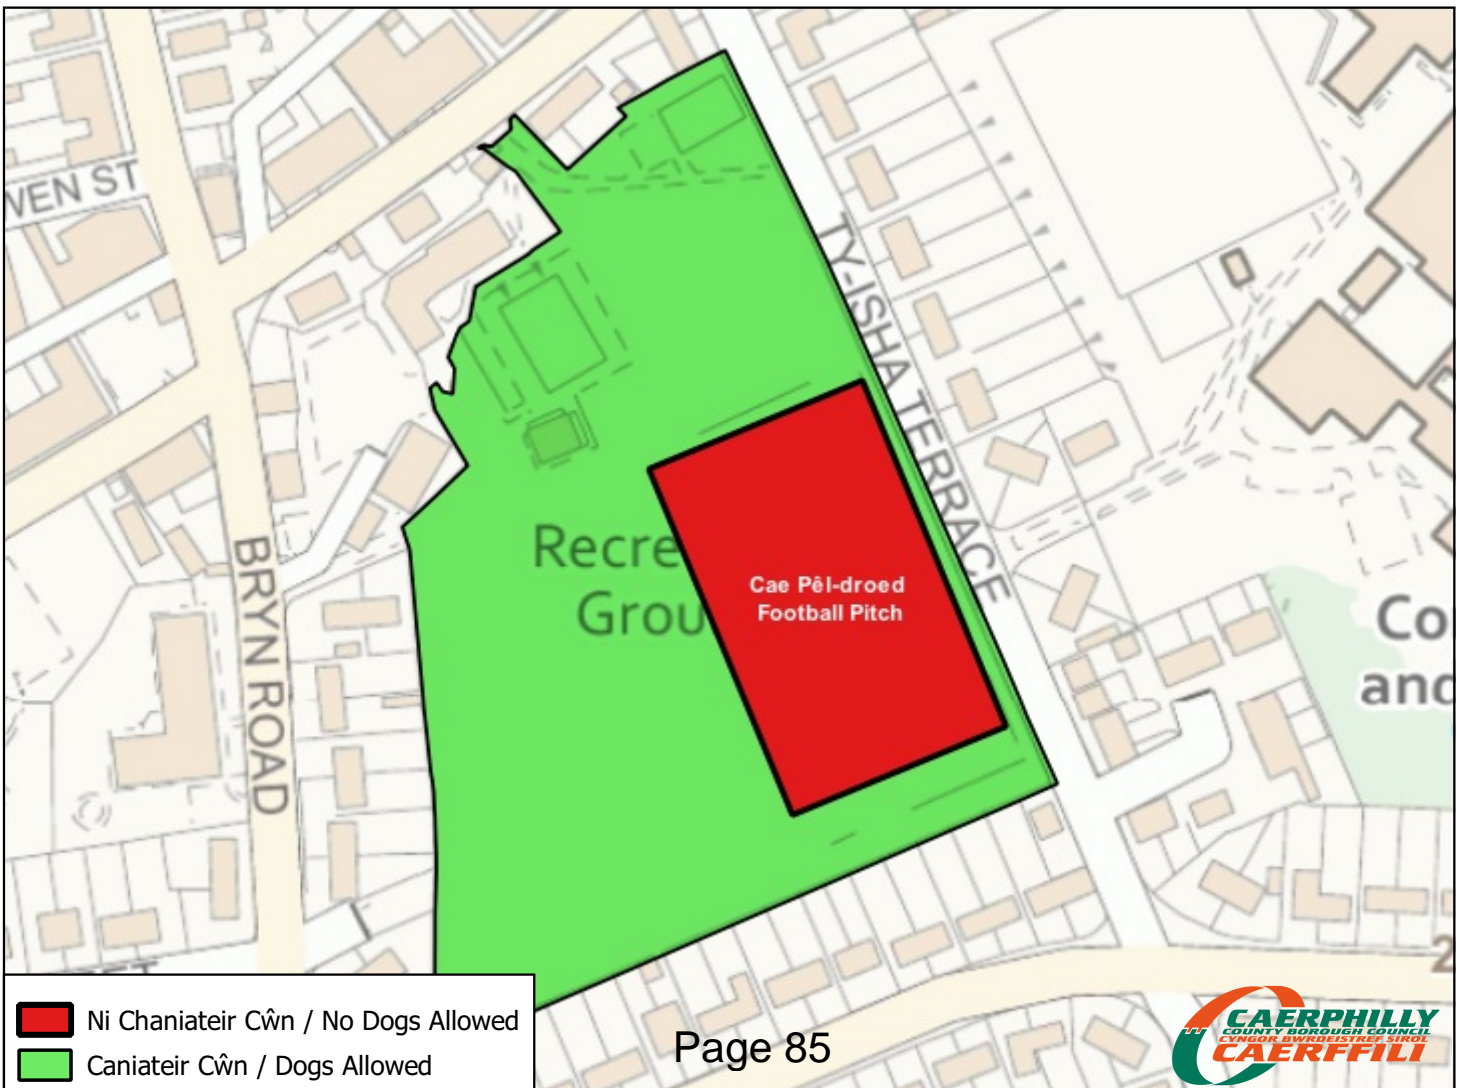 WEN ST
TY-ISHA TERRACE
Recre
Grou
Cae Pêl-droed
Football Pitch
BRYN ROAD
Co
and
2
Ni Chaniateir Cŵn / No Dogs Allowed
Caniateir Cŵn / Dogs Allowed
Page 85
CAERPHILLY
COUNTY BOROUGH COUNCIL
CYNGOR BWRDEISTREF SIROL
CAERFFILI